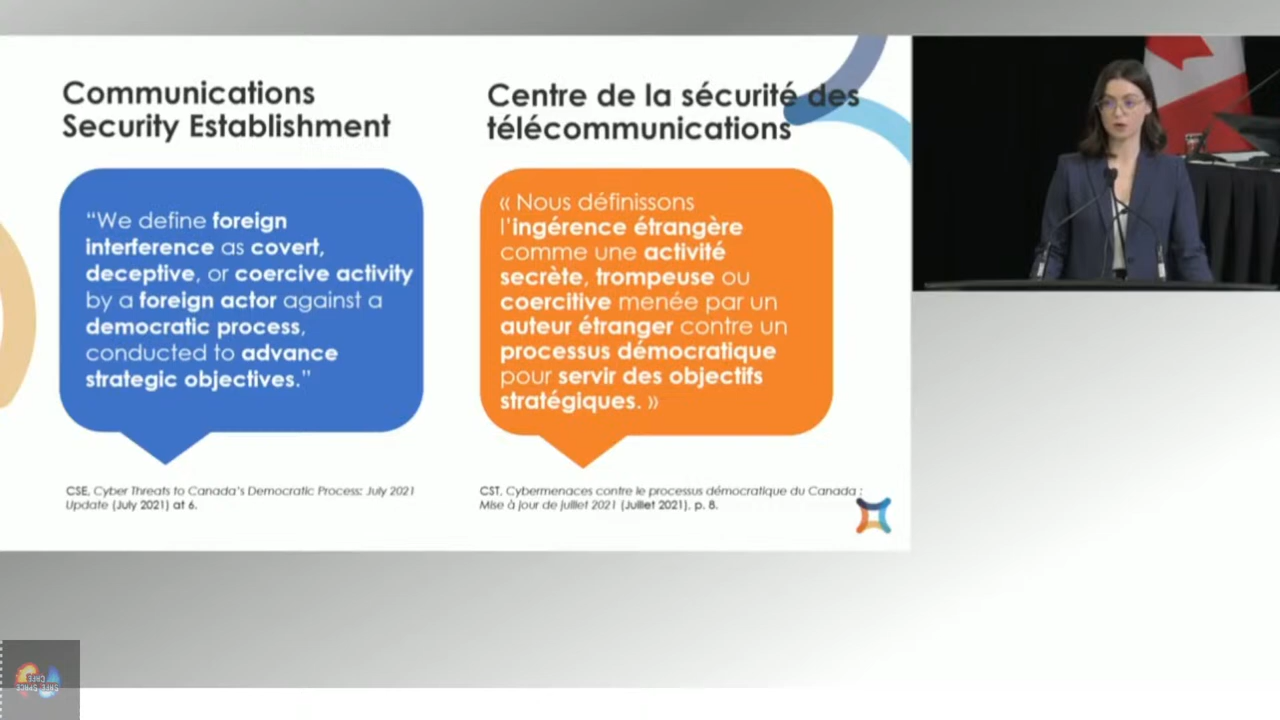 Communications
Security Establishment
“We define foreign
interference as covert,
deceptive, or coercive activity
by a foreign actor against a
democratic process,
conducted to advance
strategic objectives.”
CSE, Cyber Threats to Canada's Democratic Process: July 2021
Update (July 2021) at 6.
Centre de la sécurité des
télécommunications
« Nous définissons
l'ingérence étrangère
comme une activité
secrète, trompeuse ou
coercitive menée par un
auteur étranger contre un
processus démocratique
pour servir des objectifs
stratégiques. »
CST, Cybermenaces contre le processus démocratique du Canada :
Mise à jour de juillet 2021 (Juillet 2021), p. 8.
SAFE SPACE
CAFE